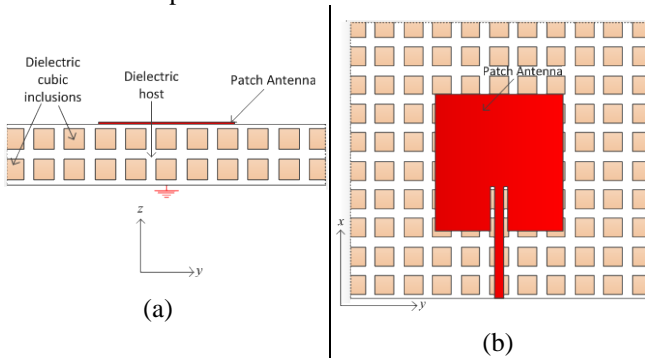 Dielectric
cubic
inclusions
Dielectric
host
Patch Antenna
z
y
(a)
Patch Antenna
x
y
(b)